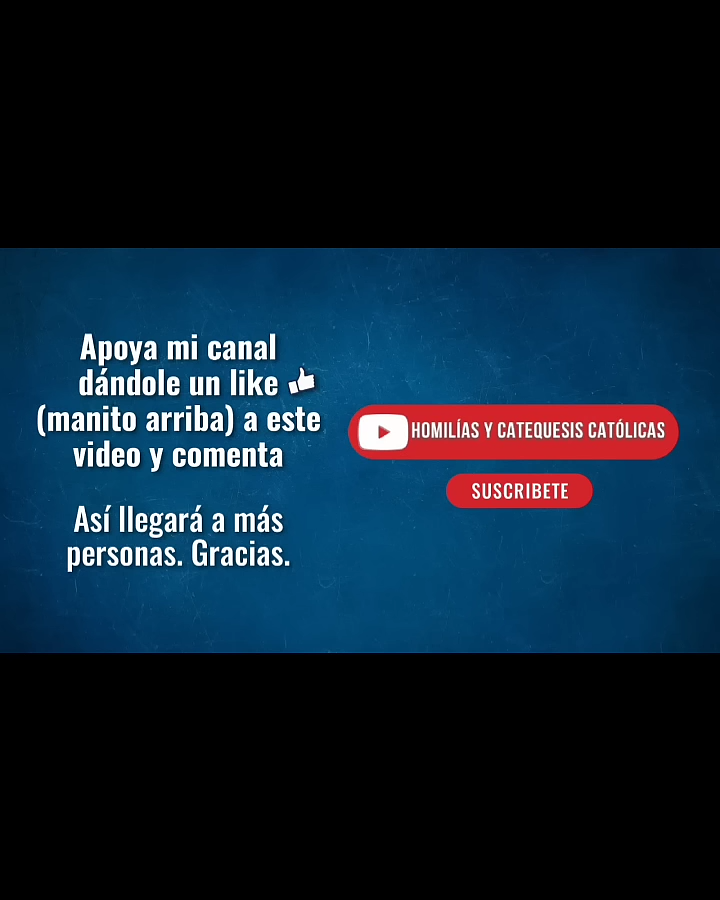 Apoya mi canal
dándole un like
(manito arriba) a este
video y comenta
Así llegará a más
personas. Gracias.
HOMILÍAS Y CATEQUESIS CATÓLICAS
SUSCRIBETE